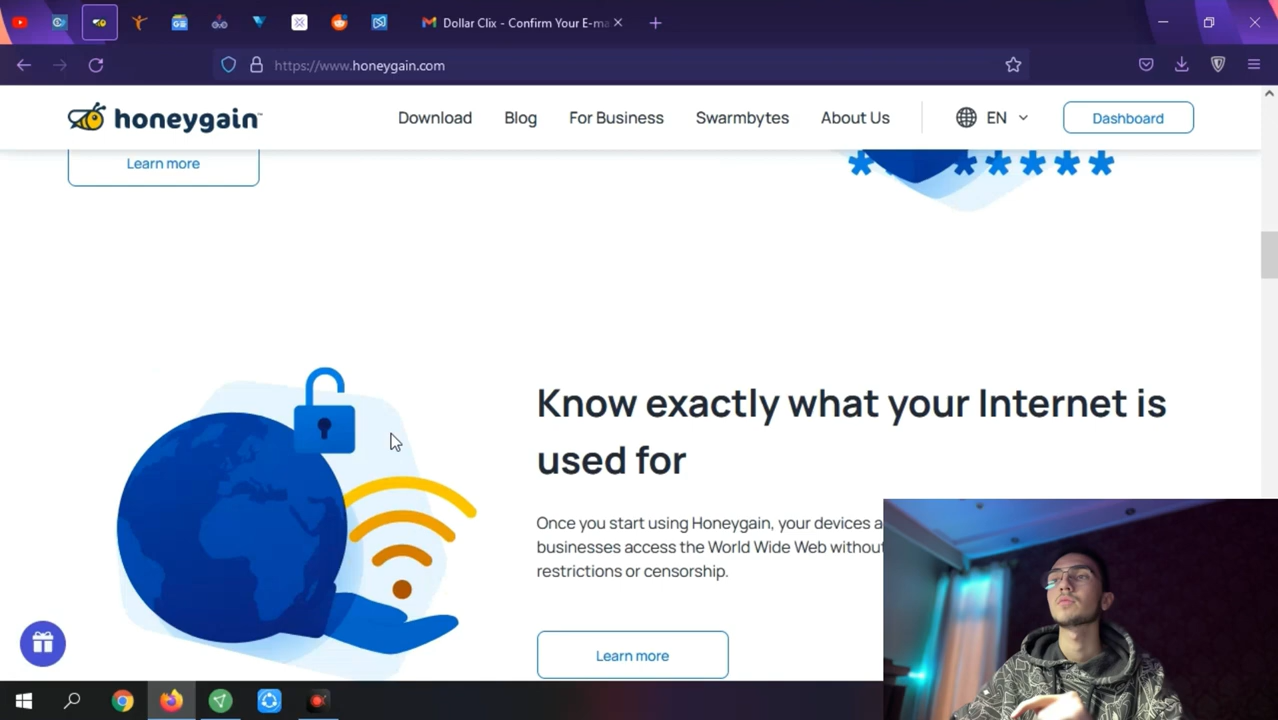 Dollar Clix - Confirm Your E-ma
https://www.honeygain.com
honeygain™
Download
Blog
For Business
Swarmbytes
About Us
EN
Dashboard
Learn more
* * * * * *
Know exactly what your Internet is
used for
Once you start using Honeygain, your devices a
businesses access the World Wide Web without
restrictions or censorship.
Learn more